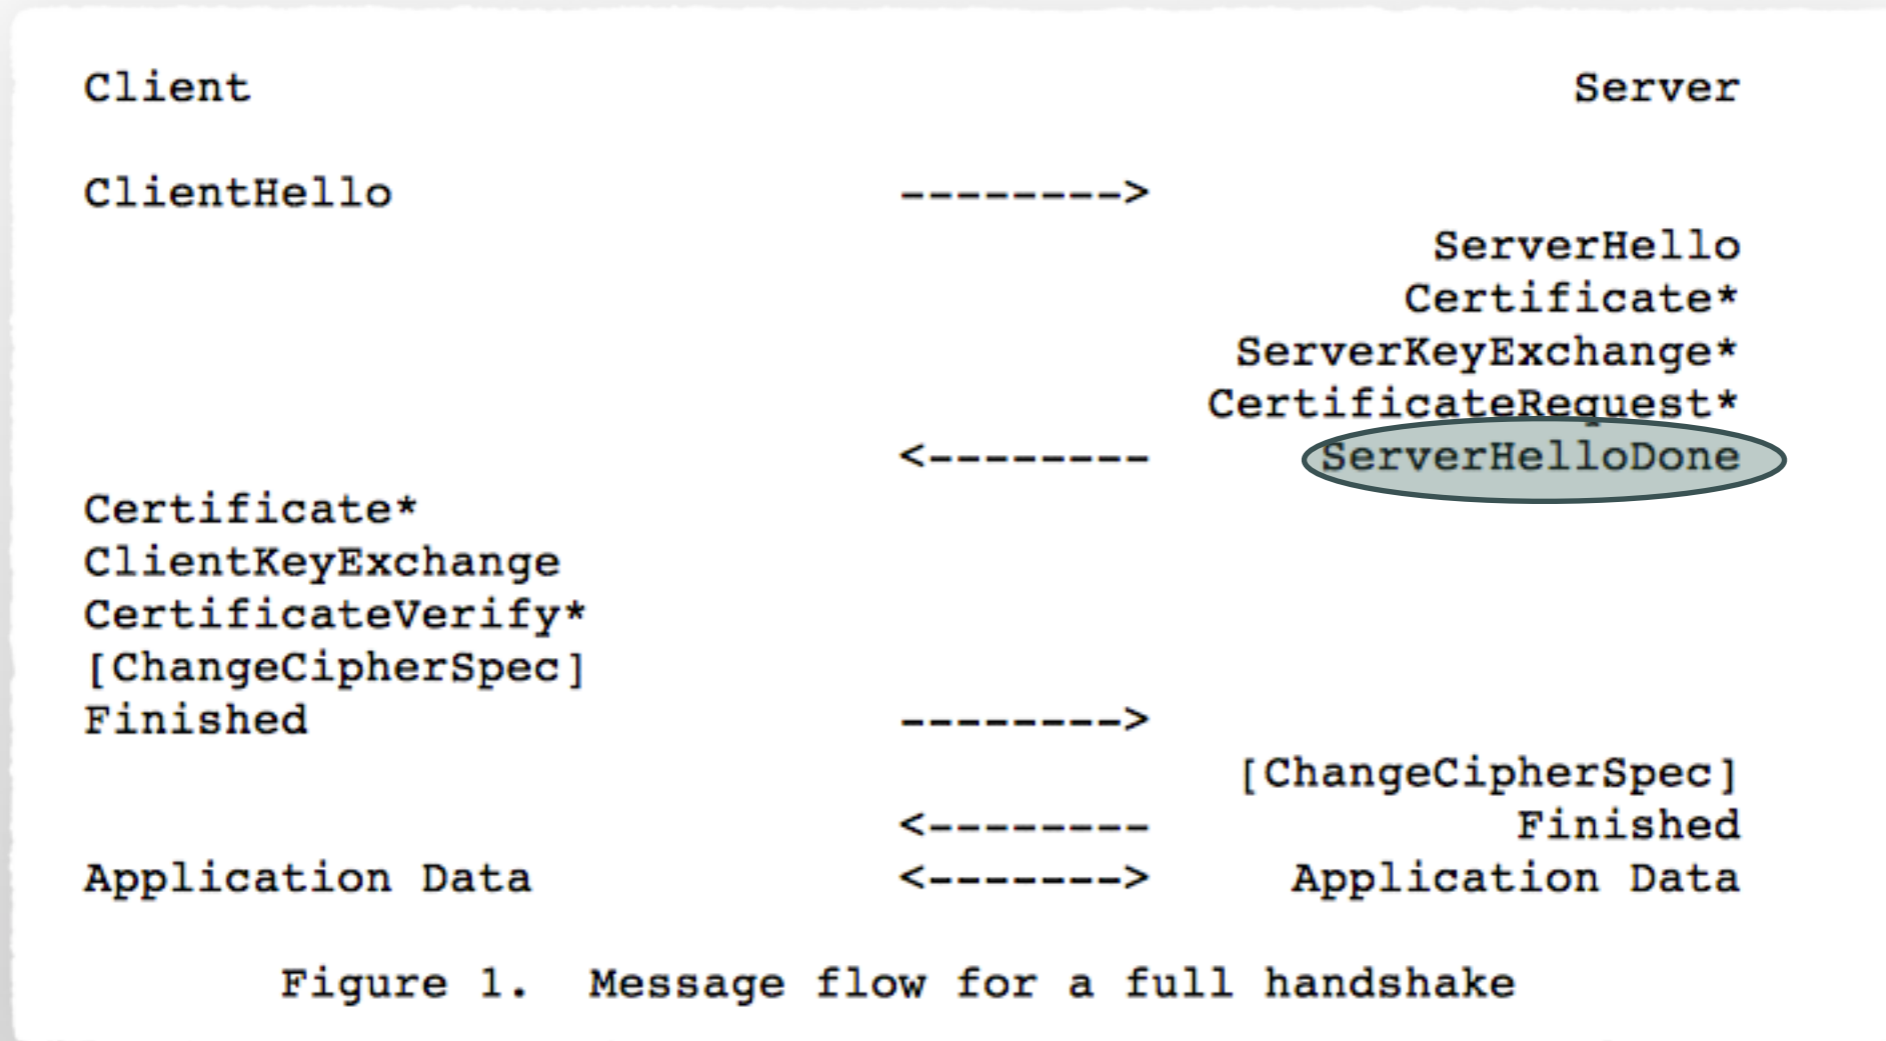 Client Server
ClientHello -------->
ServerHello
Certificate*
ServerKeyExchange*
CertificateRequest*
<-------- ServerHelloDone
Certificate*
ClientKeyExchange
CertificateVerify*
[ChangeCipherSpec]
Finished -------->
[ChangeCipherSpec]
<-------- Finished
Application Data <-------> Application Data
Figure 1. Message flow for a full handshake